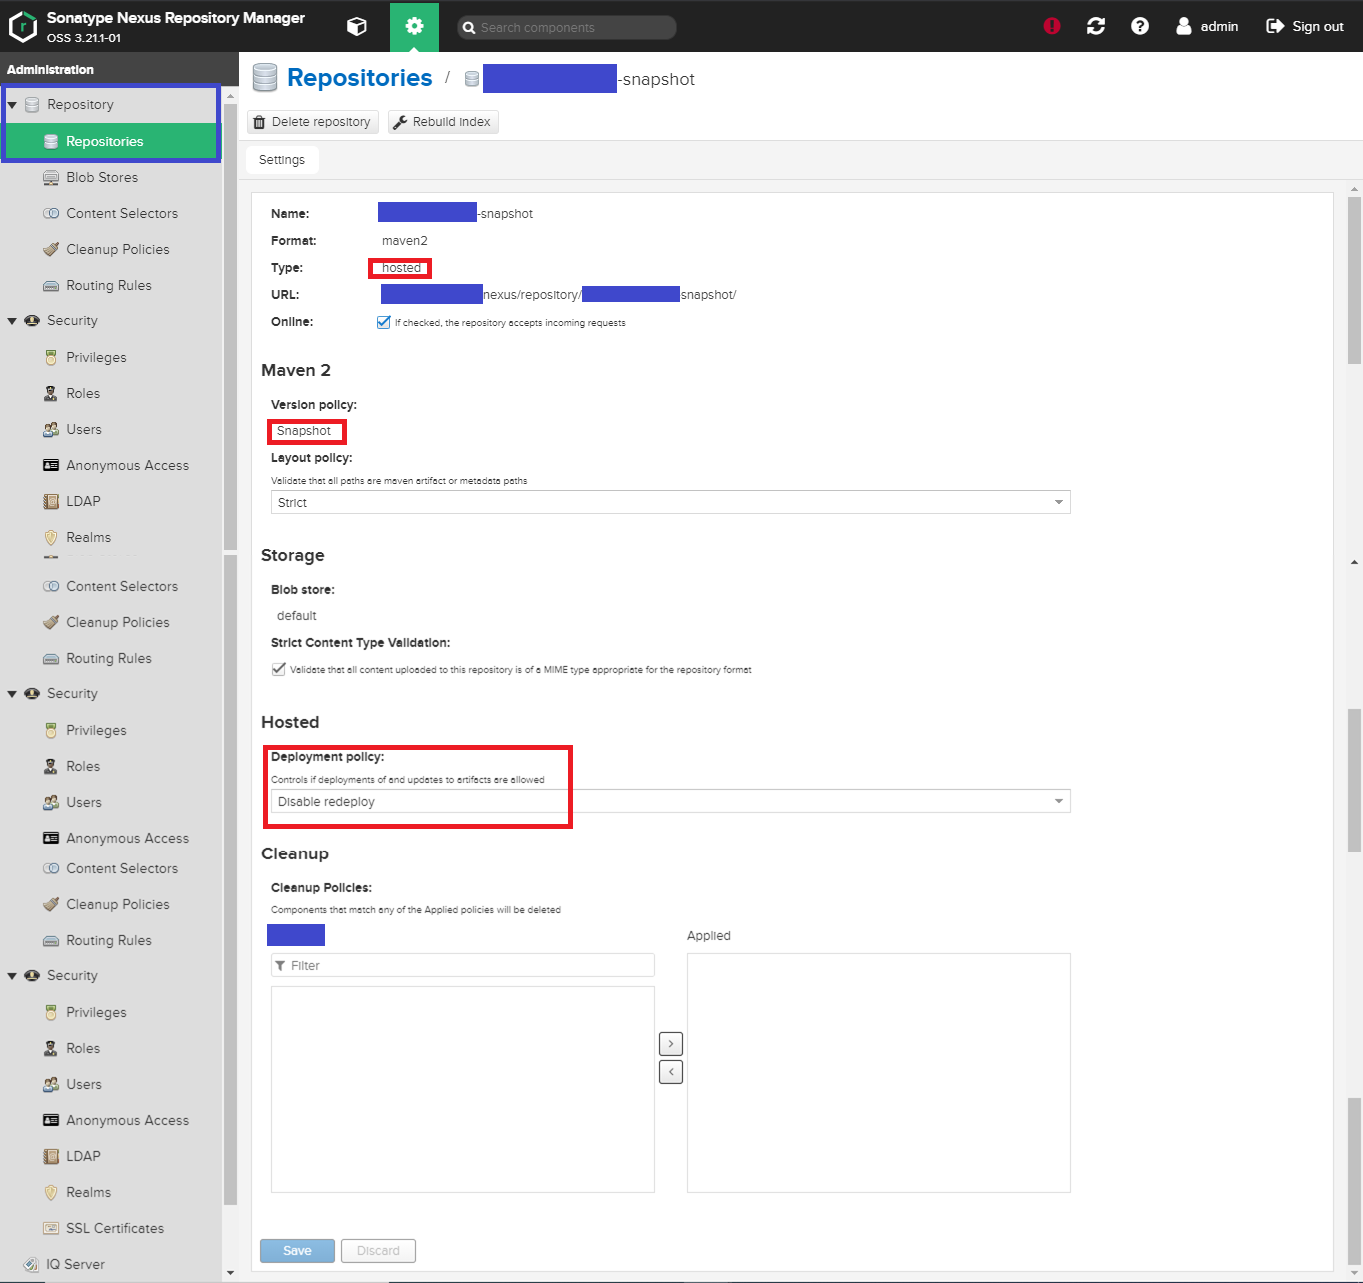 Sonatype Nexus Repository Manager
OSS 3.21.1-01
Search components
admin
Sign out
Administration
Repository
Repositories
Blob Stores
Content Selectors
Cleanup Policies
Routing Rules
Security
Privileges
Roles
Users
Anonymous Access
LDAP
Realms
Content Selectors
Cleanup Policies
Routing Rules
Security
Privileges
Roles
Users
Anonymous Access
Content Selectors
Cleanup Policies
Routing Rules
Security
Privileges
Roles
Users
Anonymous Access
LDAP
Realms
SSL Certificates
IQ Server
Repositories / -snapshot
Delete repository
Rebuild index
Settings
Name: -snapshot
Format: maven2
Type: hosted
URL: nexus/repository/ snapshot/
Online: If checked, the repository accepts incoming requests
Maven 2
Version policy:
Snapshot
Layout policy:
Validate that all paths are maven artifact or metadata paths
Strict
Storage
Blob store:
default
Strict Content Type Validation:
Validate that all content uploaded to this repository is of a MIME type appropriate for the repository format
Hosted
Deployment policy:
Controls if deployments of and updates to artifacts are allowed
Disable redeploy
Cleanup
Cleanup Policies:
Components that match any of the Applied policies will be deleted
Applied
Filter
Save
Discard